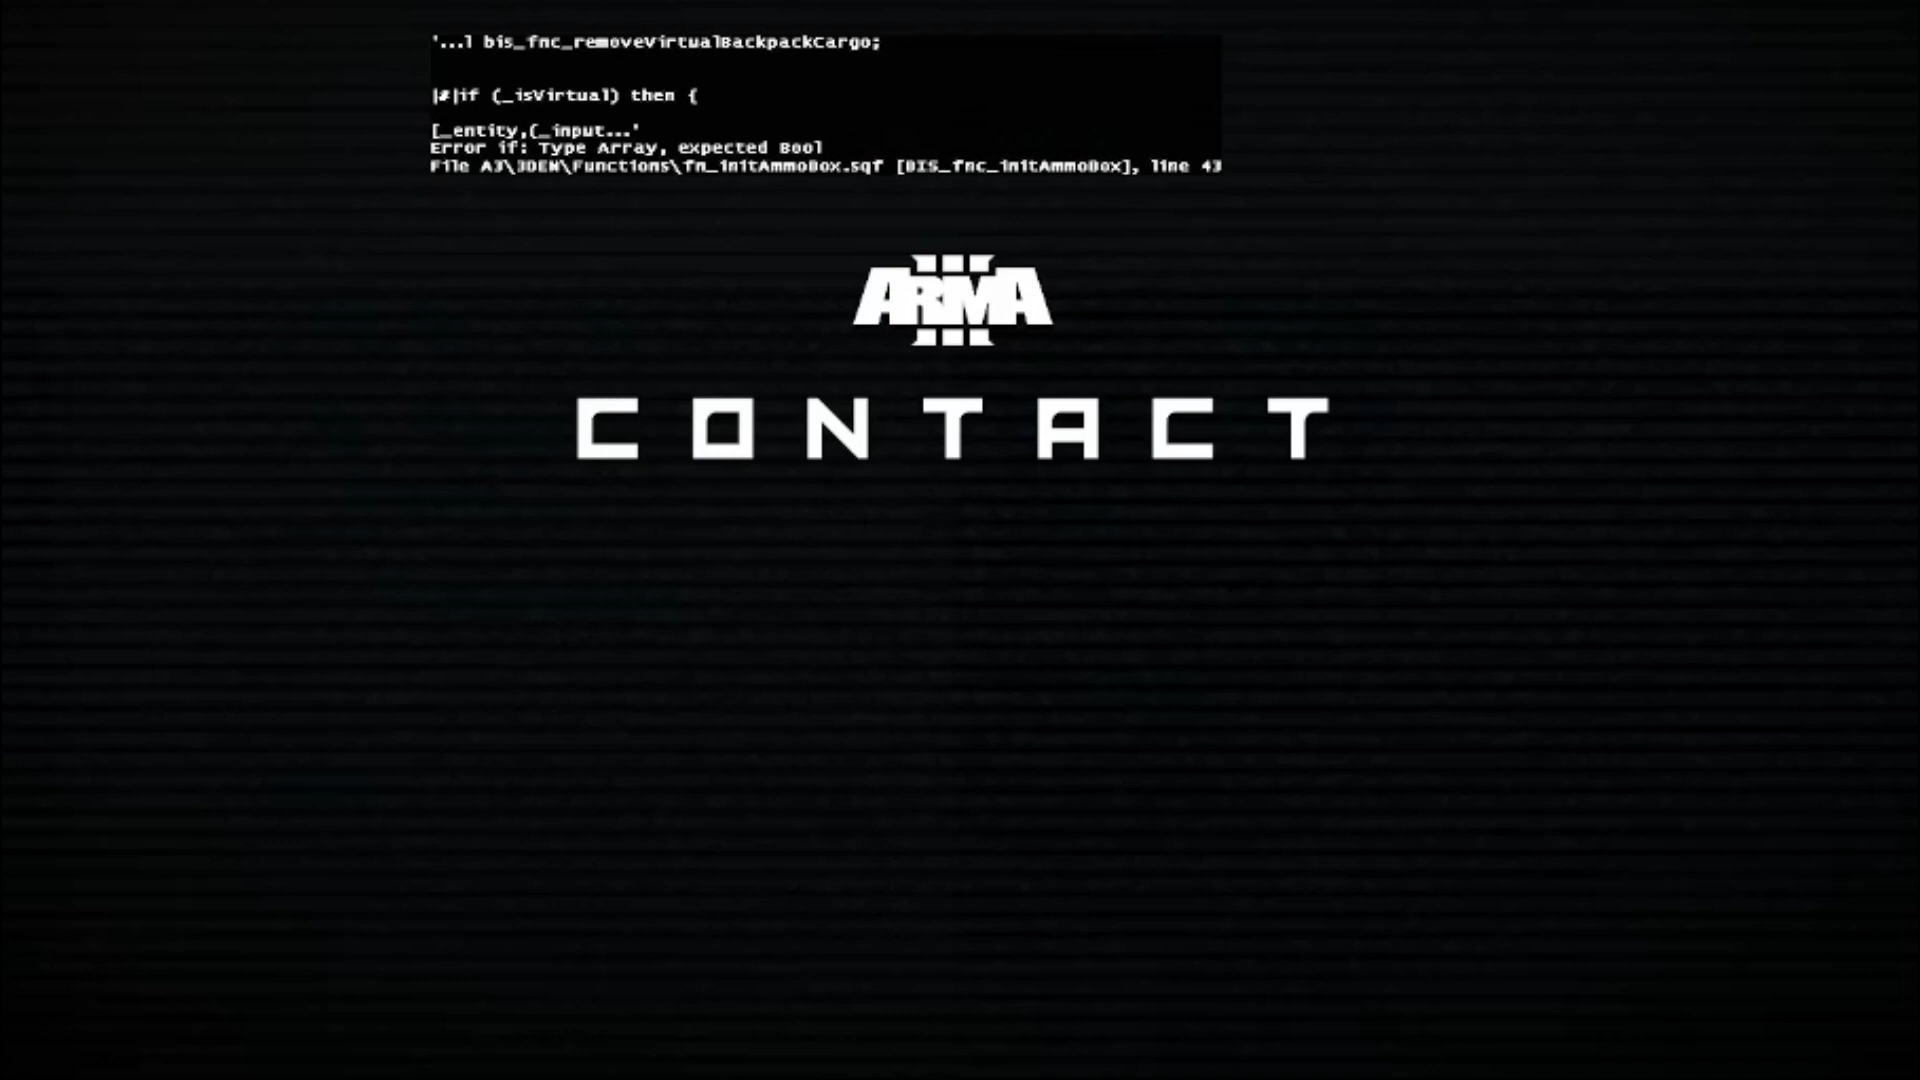 '...] bis_fnc_removeVirtualBackpackCargo;
|#|if (_isVirtual) then {
[_entity,(_input...'
Error if: Type Array, expected Bool
File A3\3DEN\Functions\fn_initAmmoBox.sqf [BIS_fnc_initAmmoBox], line 43
ARMA
III
CONTACT